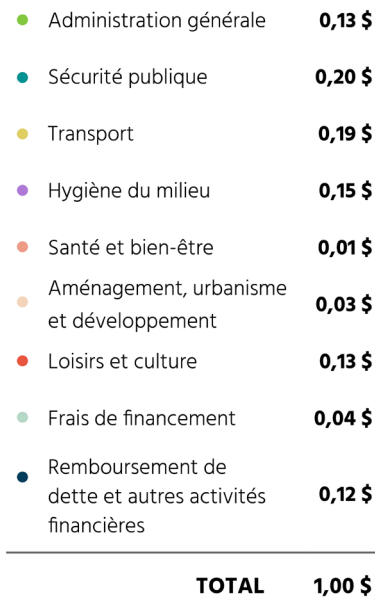 Administration générale 0,13 $
Sécurité publique 0,20 $
Transport 0,19 $
Hygiène du milieu 0,15 $
Santé et bien-être 0,01 $
Aménagement, urbanisme
et développement 0,03 $
Loisirs et culture 0,13 $
Frais de financement 0,04 $
Remboursement de
dette et autres activités 0,12 $
financières
TOTAL 1,00 $